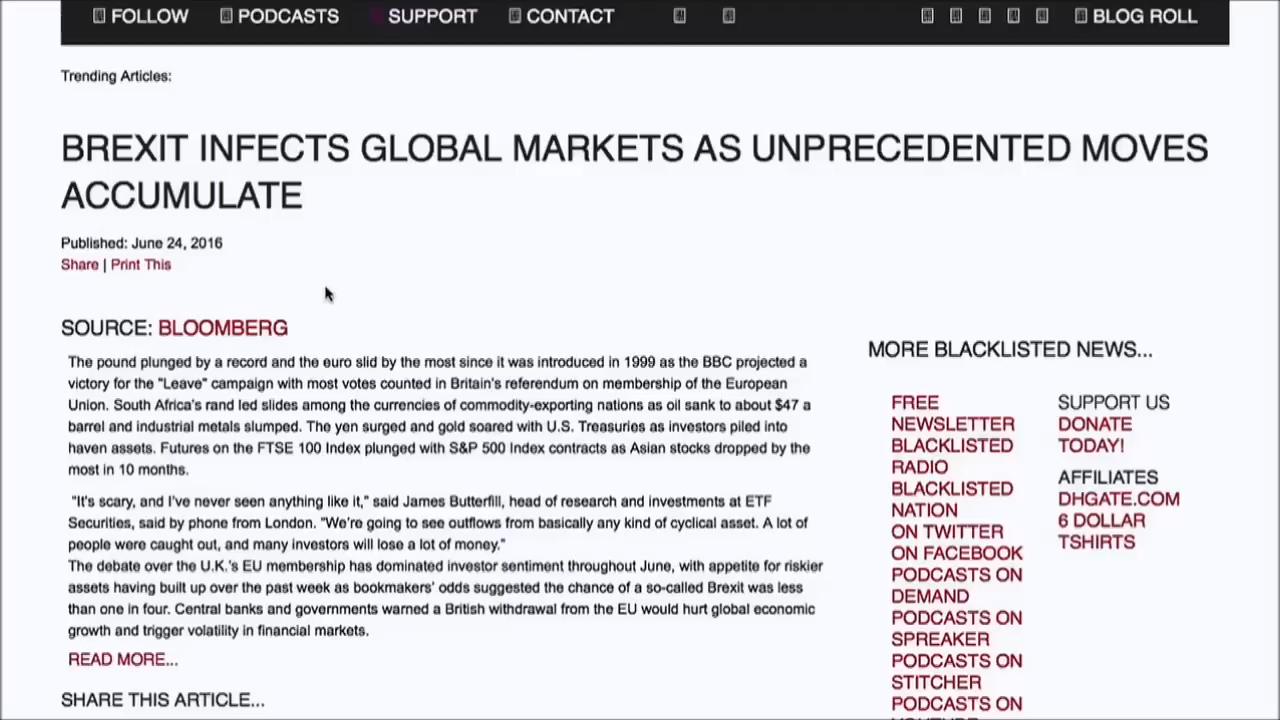 FOLLOW PODCASTS SUPPORT CONTACT BLOG ROLL
Trending Articles:
BREXIT INFECTS GLOBAL MARKETS AS UNPRECEDENTED MOVES
ACCUMULATE
Published: June 24, 2016
Share | Print This
SOURCE: BLOOMBERG
The pound plunged by a record and the euro slid by the most since it was introduced in 1999 as the BBC projected a
victory for the "Leave" campaign with most votes counted in Britain's referendum on membership of the European
Union. South Africa's rand led slides among the currencies of commodity-exporting nations as oil sank to about $47 a
barrel and industrial metals slumped. The yen surged and gold soared with U.S. Treasuries as investors piled into
haven assets. Futures on the FTSE 100 Index plunged with S&P 500 Index contracts as Asian stocks dropped by the
most in 10 months.
"It's scary, and I've never seen anything like it," said James Butterfill, head of research and investments at ETF
Securities, said by phone from London. "We're going to see outflows from basically any kind of cyclical asset. A lot of
people were caught out, and many investors will lose a lot of money."
The debate over the U.K.'s EU membership has dominated investor sentiment throughout June, with appetite for riskier
assets having built up over the past week as bookmakers' odds suggested the chance of a so-called Brexit was less
than one in four. Central banks and governments warned a British withdrawal from the EU would hurt global economic
growth and trigger volatility in financial markets.
READ MORE...
SHARE THIS ARTICLE...
MORE BLACKLISTED NEWS...
FREE
NEWSLETTER
BLACKLISTED
RADIO
BLACKLISTED
NATION
ON TWITTER
ON FACEBOOK
PODCASTS ON
DEMAND
PODCASTS ON
SPREAKER
PODCASTS ON
STITCHER
PODCASTS ON
SUPPORT US
DONATE
TODAY!
AFFILIATES
DHGATE.COM
6 DOLLAR
TSHIRTS